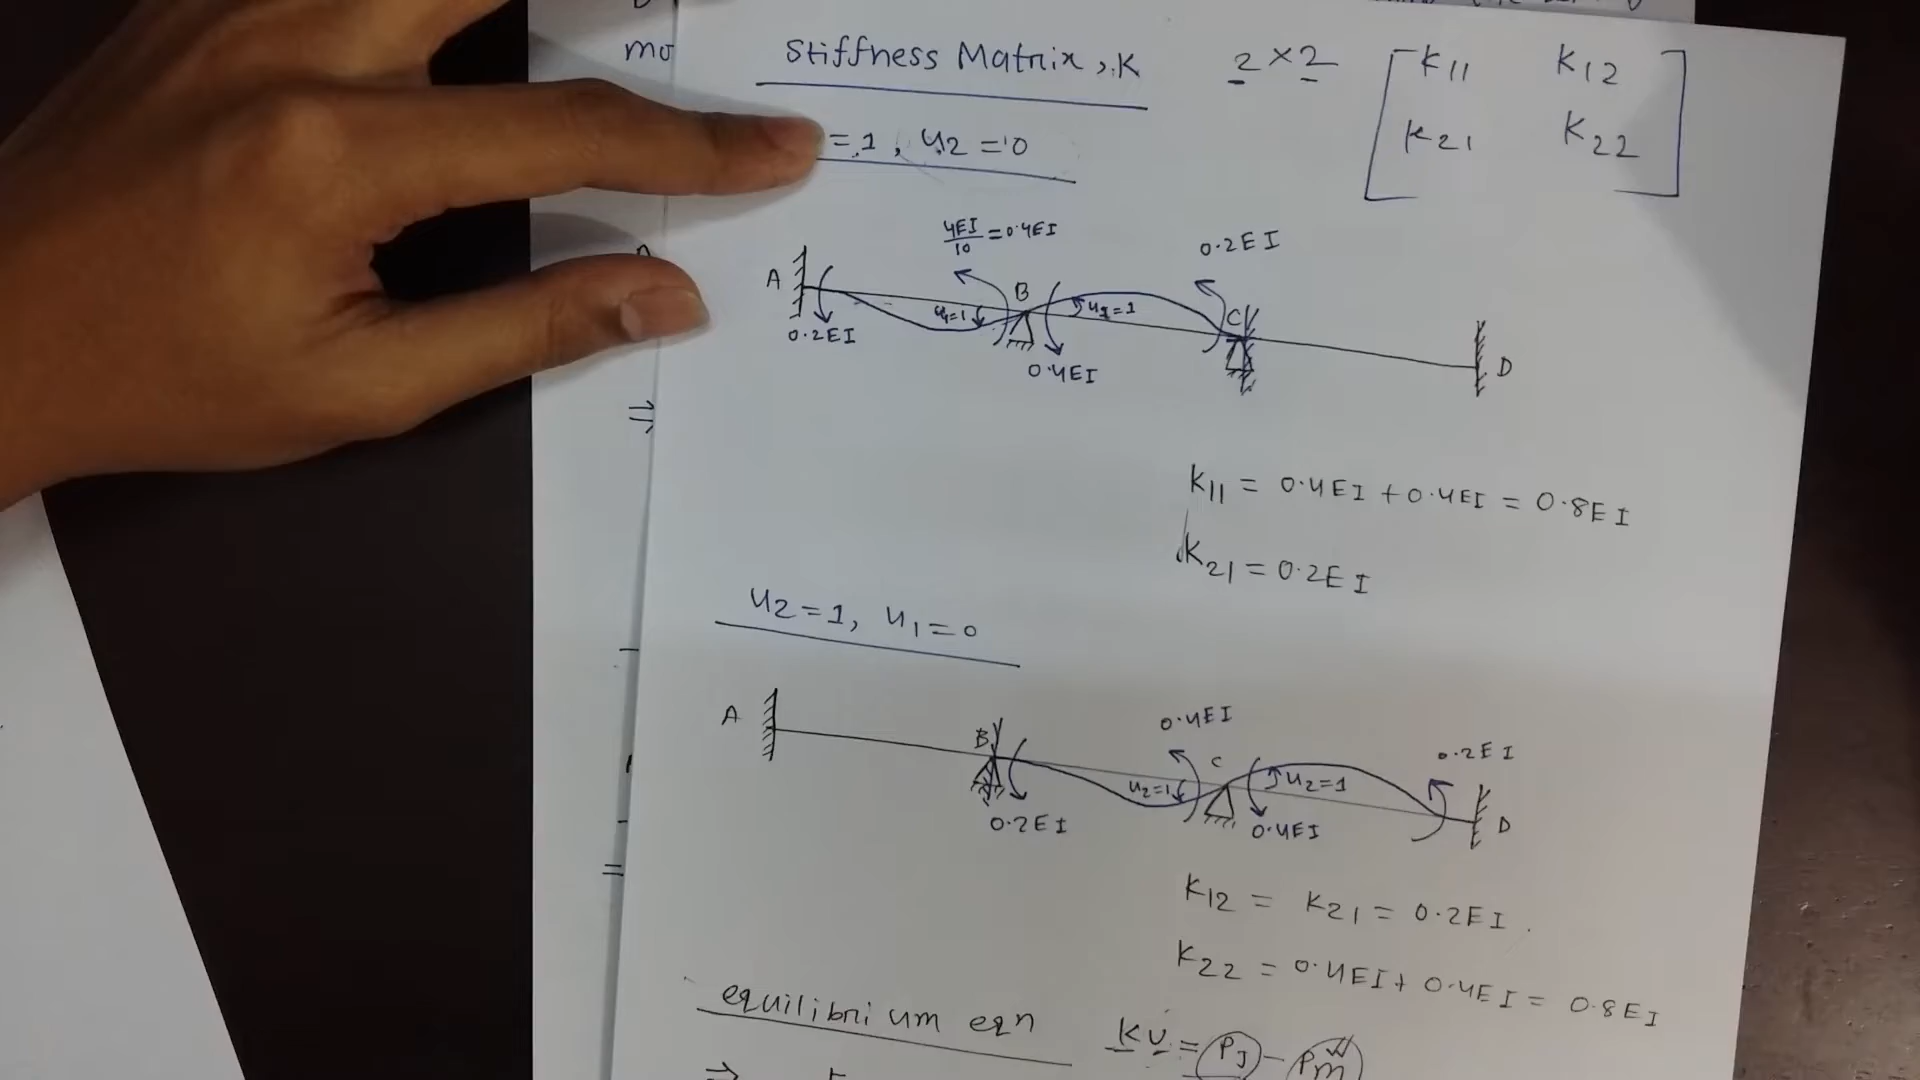 mo
Stiffness Matrix, K
2 × 2
K11 K12
K21 K22
= 1, u2 = 0
4EI/10 = 0.4EI
0.2EI
A
B
C
D
u1=1
u1=1
0.2EI
0.4EI
⇒
K11 = 0.4EI + 0.4EI = 0.8EI
K21 = 0.2EI
u2 = 1, u1 = 0
A
B
C
D
0.4EI
0.2EI
u2=1
u2=1
0.2EI
0.4EI
=
K12 = K21 = 0.2EI.
K22 = 0.4EI + 0.4EI = 0.8EI
equilibrium eqn
KU = PJ - Pm
⇒